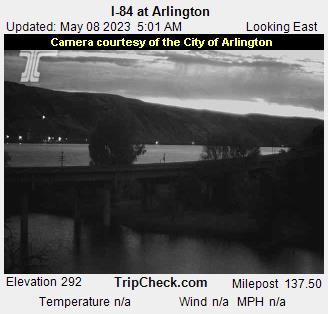 I-84 at Arlington
Updated: May 08 2023 5:01 AM Looking East
Camera courtesy of the City of Arlington
Elevation 292 TripCheck.com Milepost 137.50
Temperature n/a Wind n/a MPH n/a